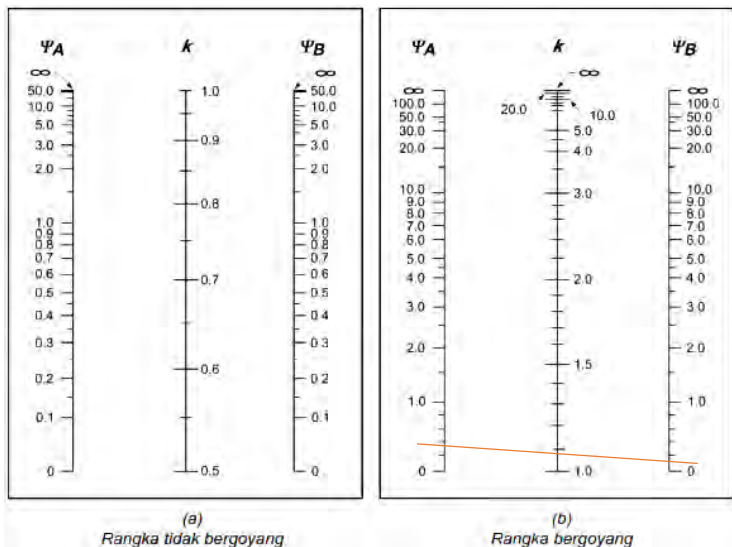 Ψ_A k Ψ_B
∞ ∞
50.0 1.0 50.0
10.0 10.0
5.0 0.9 5.0
3.0 3.0
2.0 2.0
0.8
1.0 1.0
0.9 0.9
0.8 0.8
0.7 0.7
0.6 0.7 0.6
0.5 0.5
0.4 0.4
0.3 0.3
0.2 0.6 0.2
0.1 0.1
0 0.5 0
(a)
Rangka tidak bergoyang
Ψ_A k Ψ_B
∞
∞ ∞
100.0 20.0 10.0 100.0
50.0 50.0
30.0 5.0 30.0
20.0 4.0 20.0
10.0 3.0 10.0
9.0 9.0
8.0 8.0
7.0 7.0
6.0 6.0
5.0 5.0
4.0 2.0 4.0
3.0 3.0
2.0 2.0
1.5
1.0 1.0
0 1.0 0
(b)
Rangka bergoyang